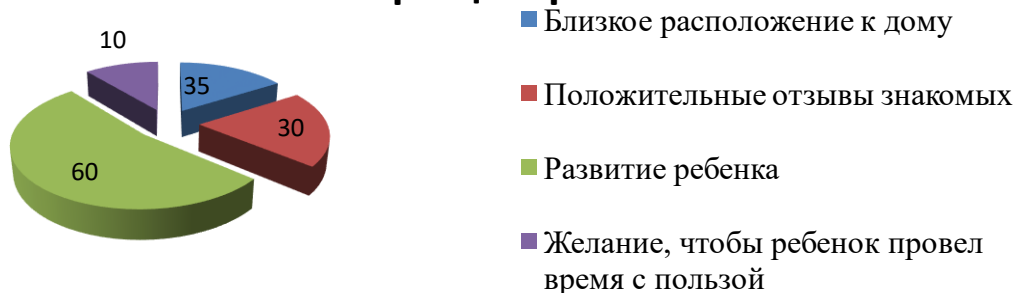 Близкое расположение к дому
10
35
Положительные отзывы знакомых
30
60
Развитие ребенка
Желание, чтобы ребенок провел
время с пользой